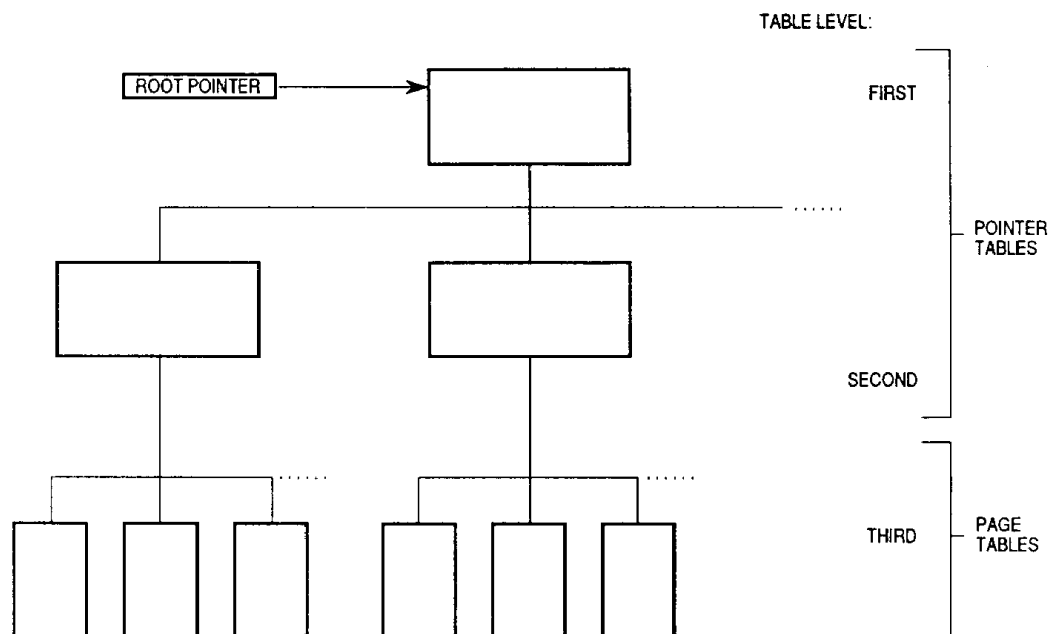 TABLE LEVEL:
ROOT POINTER
FIRST
POINTER
TABLES
SECOND
THIRD
PAGE
TABLES